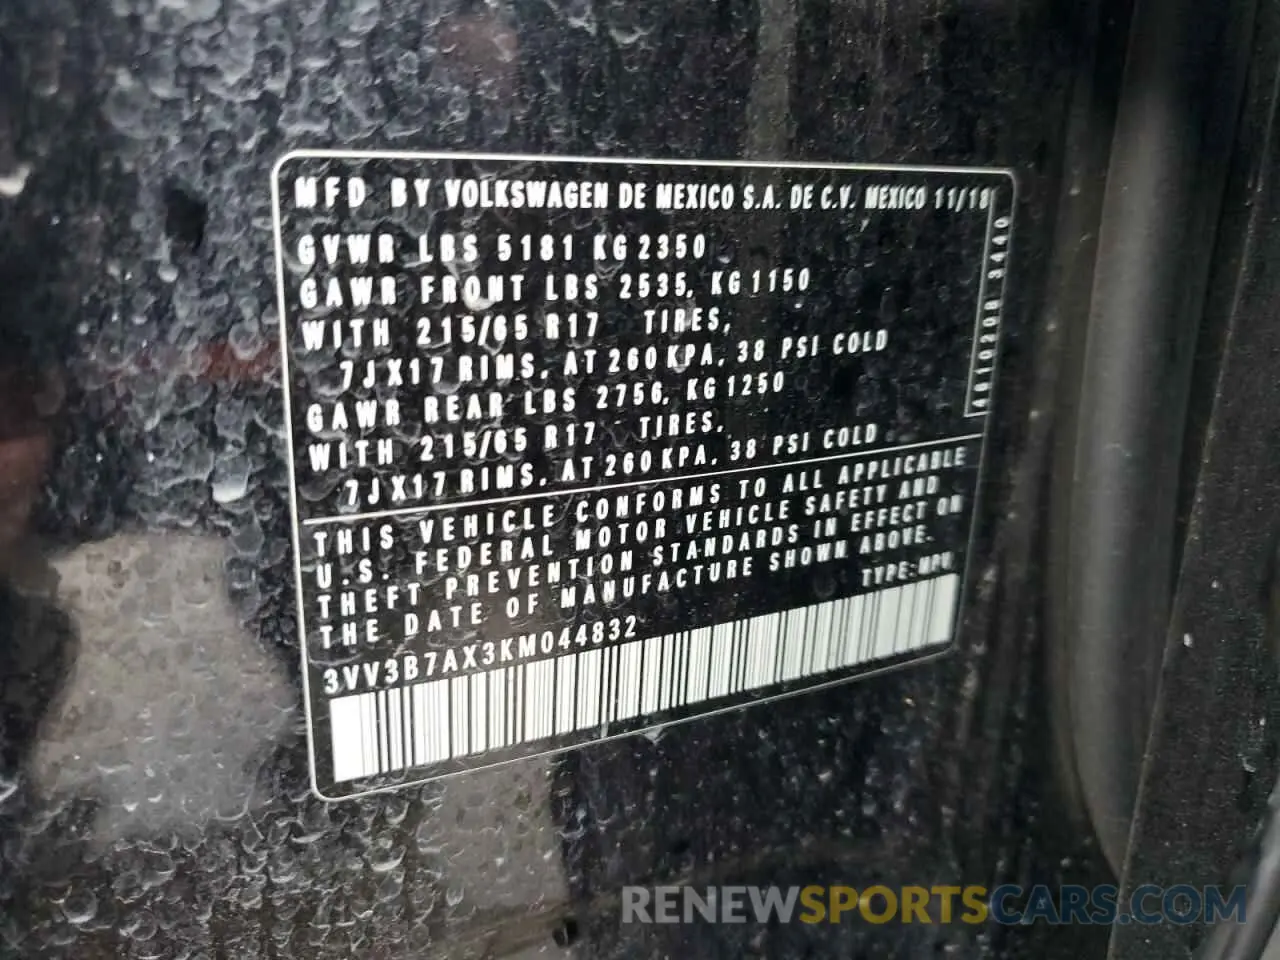 MFD BY VOLKSWAGEN DE MEXICO S.A. DE C.V. MEXICO 11/18
GVWR LBS 5181 KG 2350
GAWR FRONT LBS 2535, KG 1150
WITH 215/65 R17 TIRES,
7JX17 RIMS, AT 260 KPA, 38 PSI COLD
GAWR REAR LBS 2756, KG 1250
WITH 215/65 R17 TIRES,
7JX17 RIMS, AT 260 KPA, 38 PSI COLD
THIS VEHICLE CONFORMS TO ALL APPLICABLE
U.S. FEDERAL MOTOR VEHICLE SAFETY AND
THEFT PREVENTION STANDARDS IN EFFECT ON
THE DATE OF MANUFACTURE SHOWN ABOVE.
TYPE:MPV
3VV3B7AX3KM044832
3440
RENEWSPORTSCARS.COM